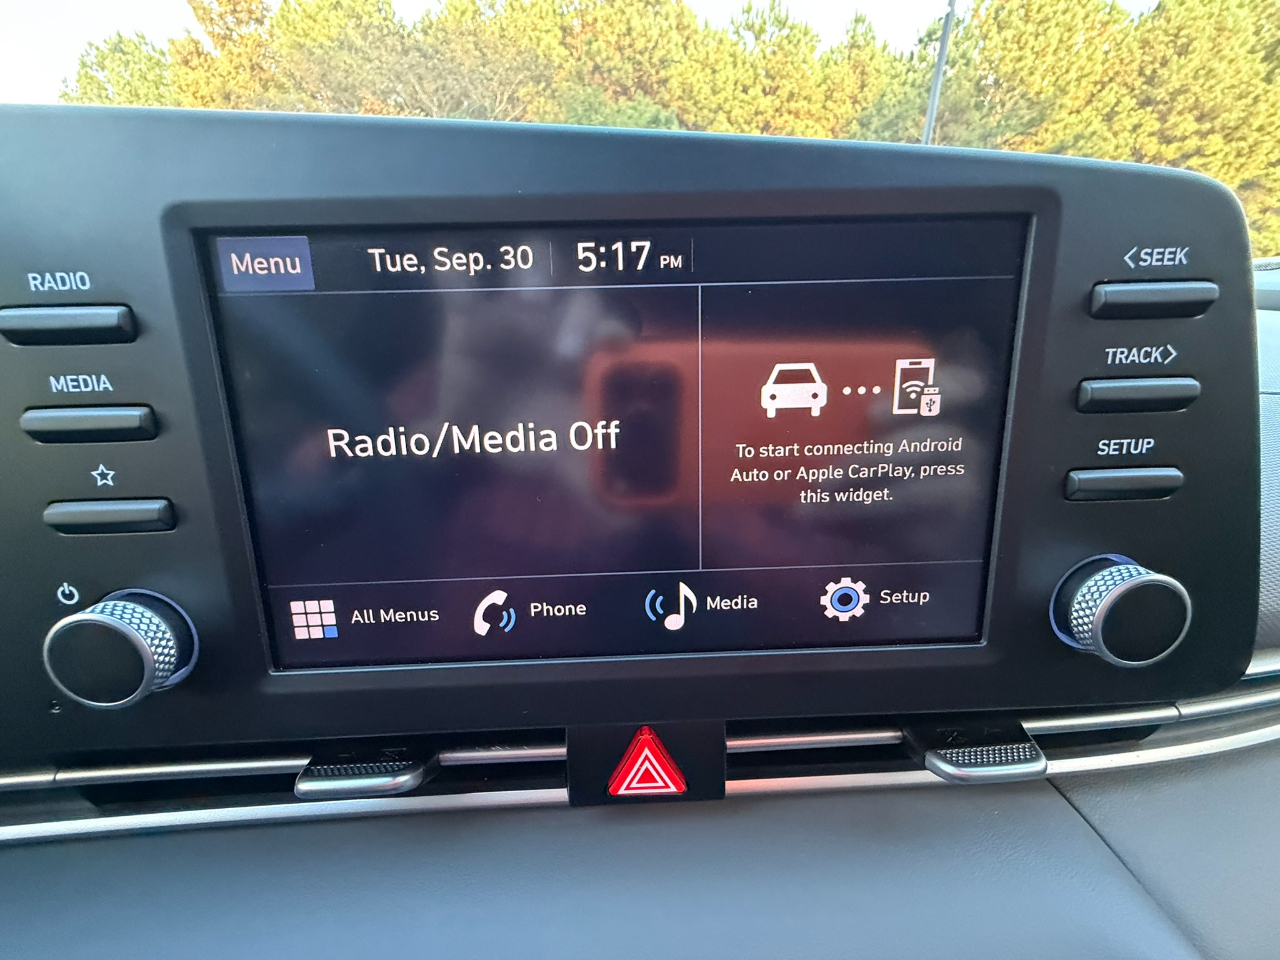 Menu
Tue, Sep. 30
5:17 PM
RADIO
MEDIA
<SEEK
TRACK>
SETUP
Radio/Media Off
To start connecting Android
Auto or Apple CarPlay, press
this widget.
All Menus
Phone
Media
Setup